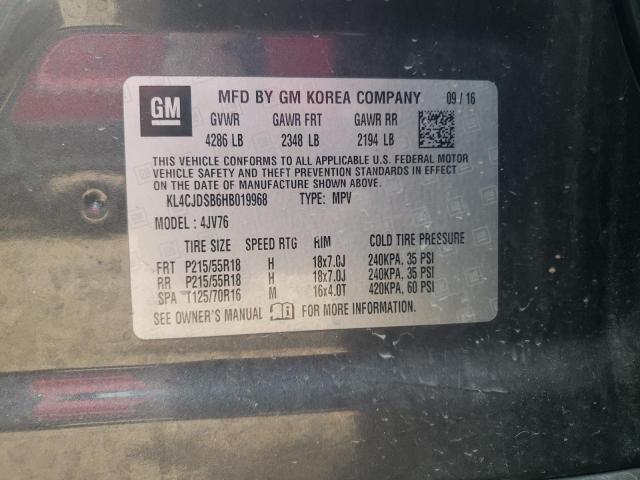 GM
MFD BY GM KOREA COMPANY 09 / 16
GVWR GAWR FRT GAWR RR
4286 LB 2348 LB 2194 LB
THIS VEHICLE CONFORMS TO ALL APPLICABLE U.S. FEDERAL MOTOR
VEHICLE SAFETY AND THEFT PREVENTION STANDARDS IN EFFECT
ON THE DATE OF MANUFACTURE SHOWN ABOVE.
KL4CJDSB6HB019968 TYPE: MPV
MODEL: 4JV76
TIRE SIZE SPEED RTG RIM COLD TIRE PRESSURE
FRT P215/55R18 H 18x7.0J 240KPA, 35 PSI
RR P215/55R18 H 18x7.0J 240KPA, 35 PSI
SPA T125/70R16 M 16x4.0T 420KPA, 60 PSI
SEE OWNER'S MANUAL FOR MORE INFORMATION.